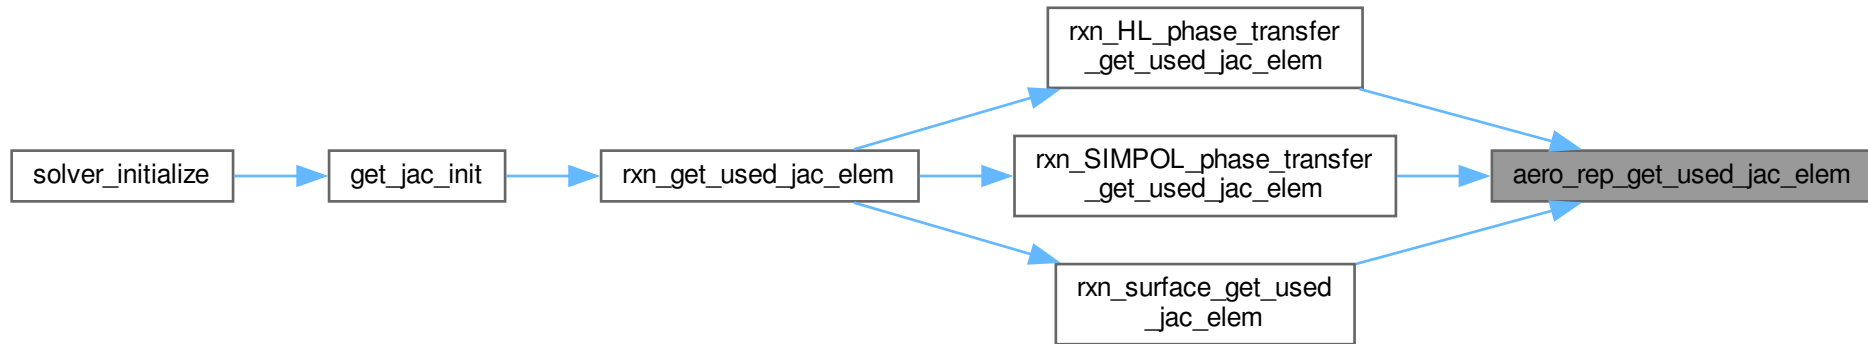 rxn_HL_phase_transfer
_get_used_jac_elem
solver_initialize
get_jac_init
rxn_get_used_jac_elem
rxn_SIMPOL_phase_transfer
_get_used_jac_elem
aero_rep_get_used_jac_elem
rxn_surface_get_used
_jac_elem